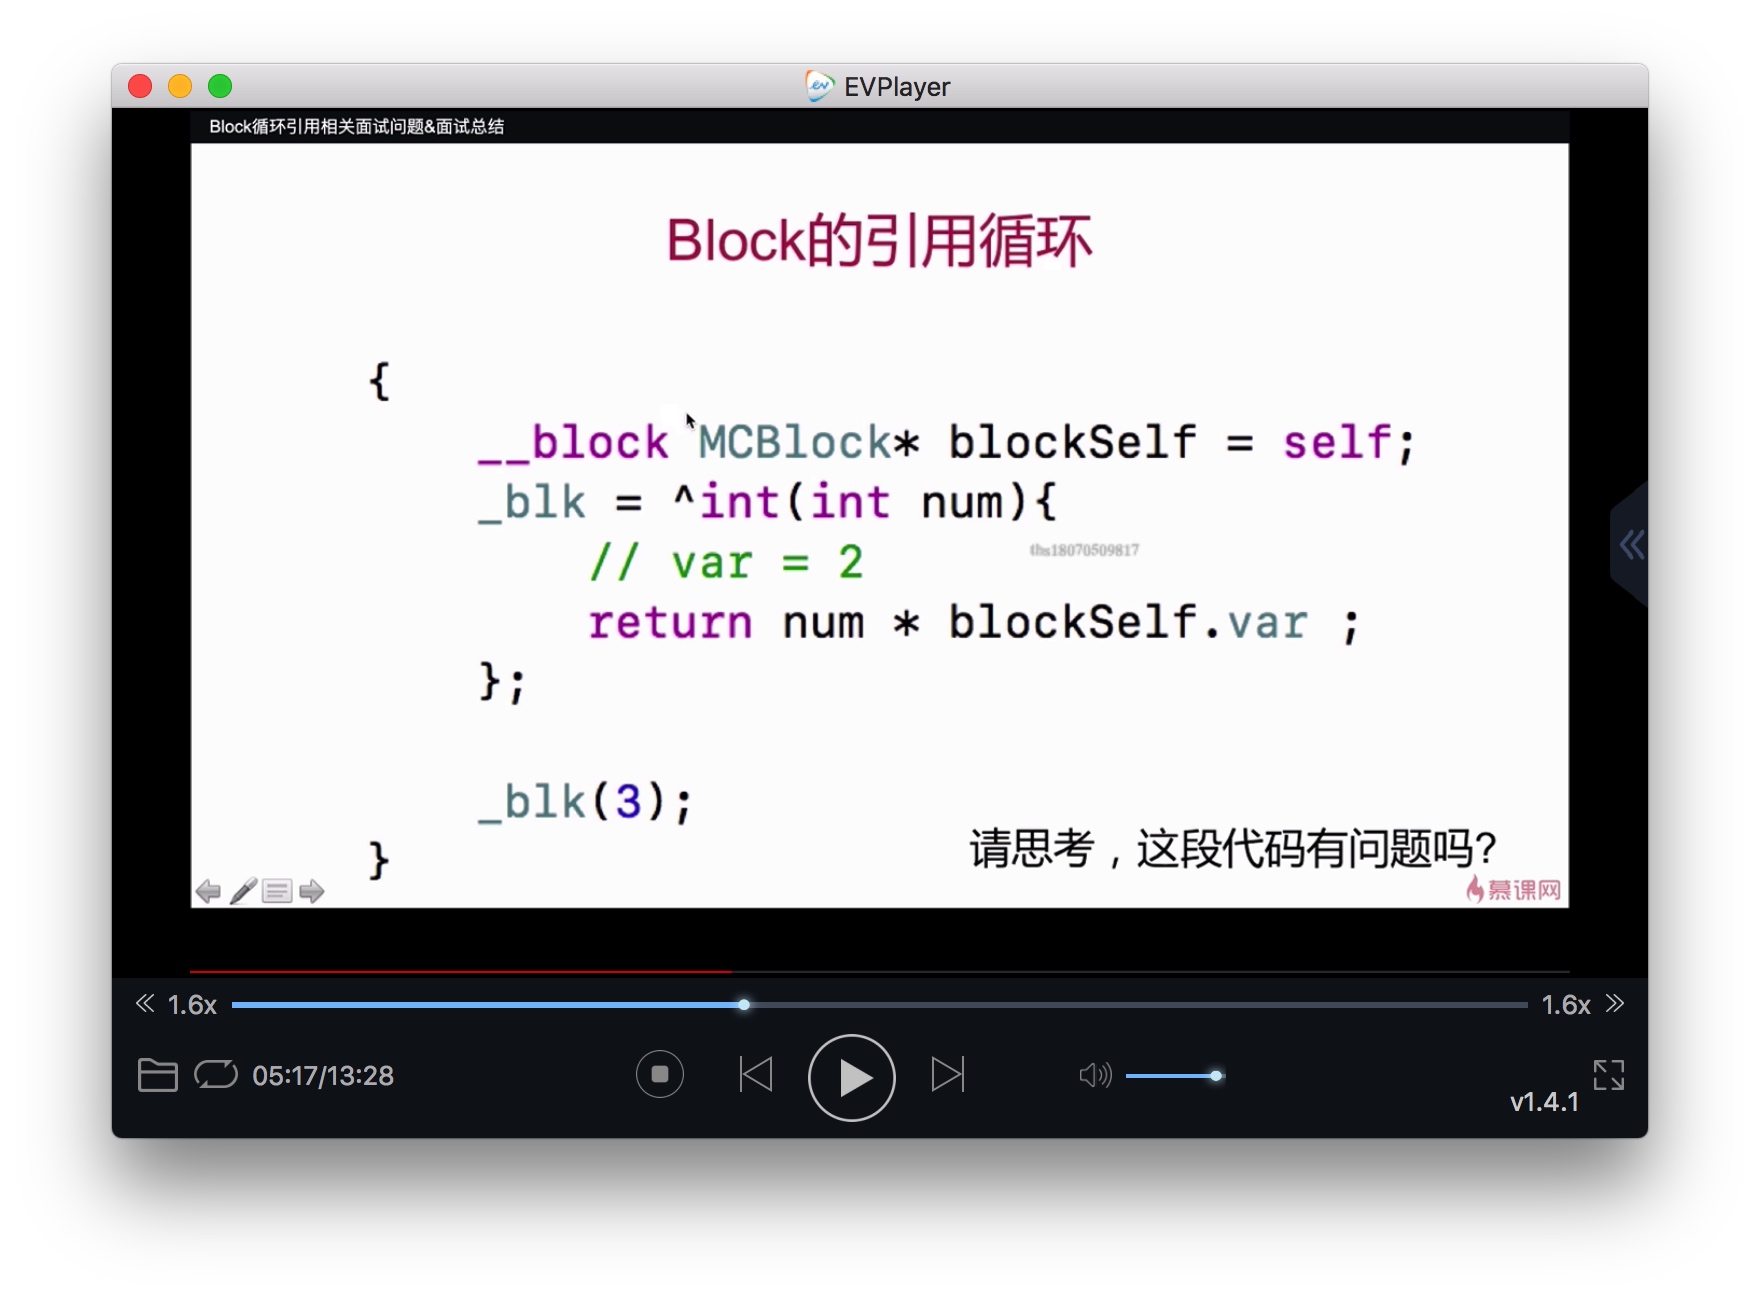 EVPlayer
Block循环引用相关面试问题&面试总结
Block的引用循环
{
__block MCBlock* blockSelf = self;
_blk = ^int(int num){
// var = 2
ths18070509817
return num * blockSelf.var ;
};
_blk(3);
}
请思考，这段代码有问题吗?
慕课网
1.6x
1.6x
05:17/13:28
v1.4.1